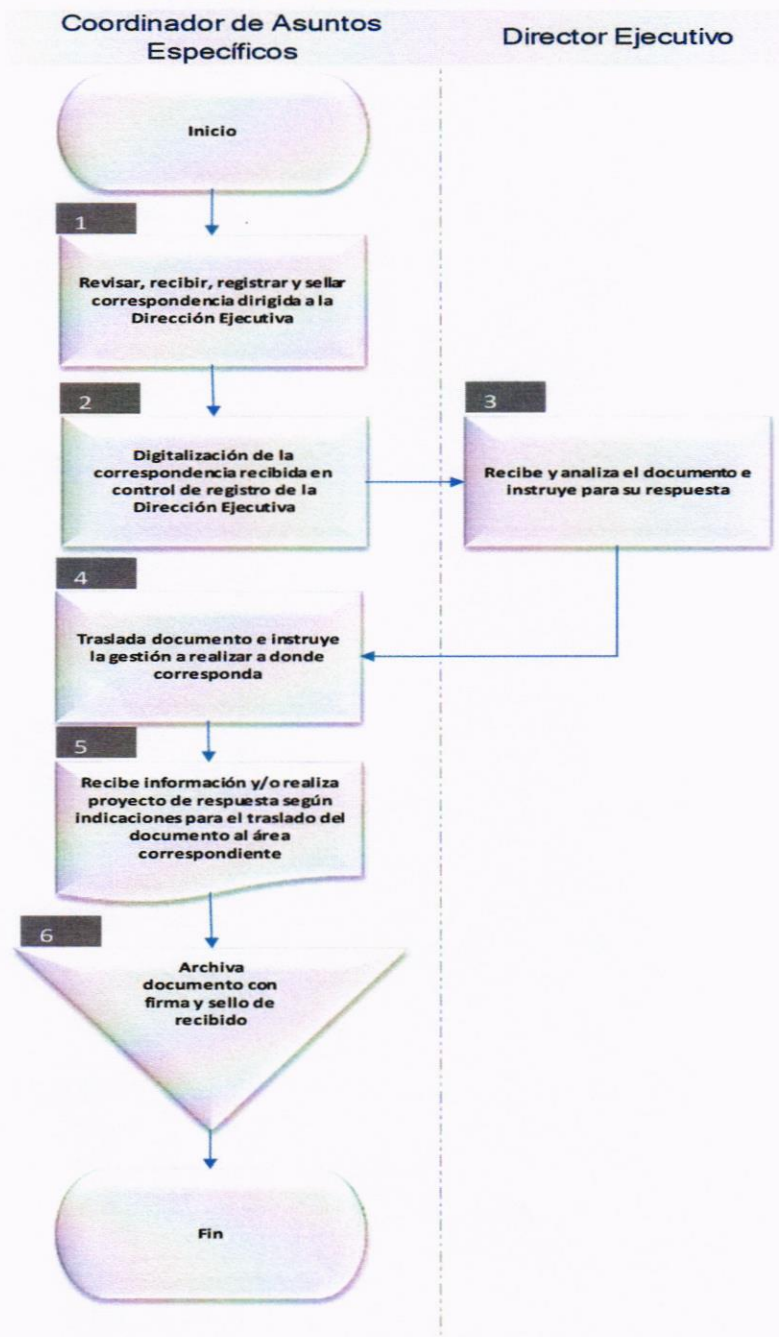 Coordinador de Asuntos
Específicos
Director Ejecutivo
Inicio
1
Revisar, recibir, registrar y sellar
correspondencia dirigida a la
Dirección Ejecutiva
2
Digitalización de la
correspondencia recibida en
control de registro de la
Dirección Ejecutiva
3
Recibe y analiza el documento e
instruye para su respuesta
4
Traslada documento e instruye
la gestión a realizar a donde
corresponda
5
Recibe información y/o realiza
proyecto de respuesta según
indicaciones para el traslado del
documento al área
correspondiente
6
Archiva
documento con
firma y sello de
recibido
Fin